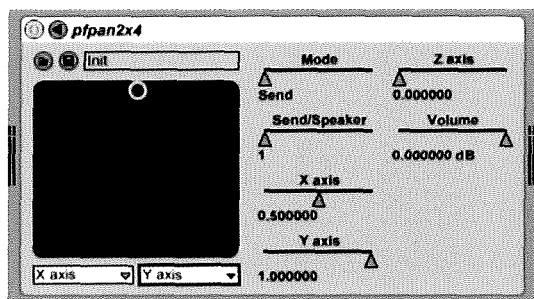 pfpan2x4
Init
Mode
Send
Z axis
0.000000
Send/Speaker
1
Volume
0.000000 dB
X axis
0.500000
Y axis
1.000000
X axis
Y axis